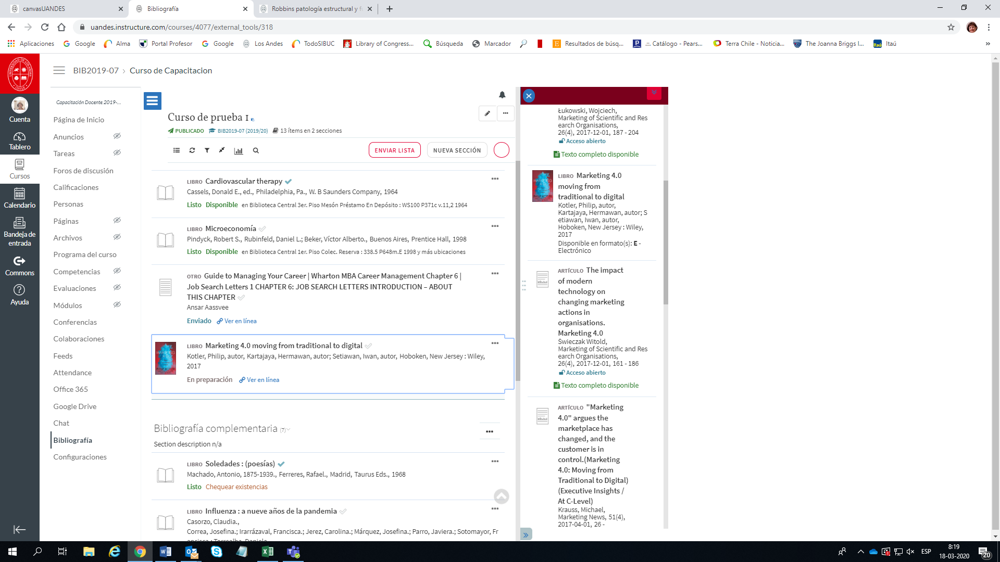 canvasUANDES
Bibliografía
Robbins patología estructural y f
uandes.instructure.com/courses/4077/external_tools/318
Aplicaciones
Google
Alma
Portal Profesor
Google
Los Andes
TodoSIBUC
Library of Congress...
Búsqueda
Marcador
Resultados de búsq...
.::. Catálogo - Pears...
Terra Chile - Noticia...
The Joanna Briggs I...
Itaú
»
Cuenta
Tablero
Cursos
Calendario
Bandeja de
entrada
Commons
Ayuda
BIB2019-07 › Curso de Capacitacion
Capacitación Docente 2019-...
Página de Inicio
Anuncios
Tareas
Foros de discusión
Calificaciones
Personas
Páginas
Archivos
Programa del curso
Competencias
Evaluaciones
Módulos
Conferencias
Colaboraciones
Feeds
Attendance
Office 365
Google Drive
Chat
Bibliografía
Configuraciones
Curso de prueba 1
PUBLICADO BIB2019-07 (2019/20) 13 ítems en 2 secciones
ENVIAR LISTA
NUEVA SECCIÓN
LIBRO Cardiovascular therapy
Cassels, Donald E., ed., Philadelphia, Pa., W. B Saunders Company, 1964
Listo Disponible en Biblioteca Central 3er. Piso Mesón Préstamo En Depósito : WS100 P371c v.11,2 1964
LIBRO Microeconomía
Pindyck, Robert S., Rubinfeld, Daniel L.; Beker, Víctor Alberto., Buenos Aires, Prentice Hall, 1998
Listo Disponible en Biblioteca Central 1er. Piso Colec. Reserva : 338.5 P648m.E 1998 y más ubicaciones
OTRO Guide to Managing Your Career | Wharton MBA Career Management Chapter 6 |
Job Search Letters 1 CHAPTER 6: JOB SEARCH LETTERS INTRODUCTION – ABOUT
THIS CHAPTER
Ansar Aassvee
Enviado Ver en línea
LIBRO Marketing 4.0 moving from traditional to digital
Kotler, Philip, autor, Kartajaya, Hermawan, autor; Setiawan, Iwan, autor, Hoboken, New Jersey : Wiley,
2017
En preparación Ver en línea
Bibliografía complementaria (7)
Section description n/a
LIBRO Soledades : (poesías)
Machado, Antonio, 1875-1939., Ferreres, Rafael., Madrid, Taurus Eds., 1968
Listo Chequear existencias
LIBRO Influenza : a nueve años de la pandemia
Casorzo, Claudia.,
Correa, Josefina.; Irarrázaval, Francisca.; Jerez, Carolina.; Márquez, Josefina.; Parro, Javiera.; Sotomayor, Fr
Łukowski, Wojciech,
Marketing of Scientific and Res
earch Organisations,
26(4), 2017-12-01, 187 - 204
Acceso abierto
Texto completo disponible
LIBRO Marketing 4.0
moving from
traditional to digital
Kotler, Philip, autor,
Kartajaya, Hermawan, autor; S
etiawan, Iwan, autor,
Hoboken, New Jersey : Wiley,
2017
Disponible en formato(s): E -
Electrónico
ARTÍCULO The impact
of modern
technology on
changing marketing
actions in
organisations.
Marketing 4.0
Świeczak Witold,
Marketing of Scientific and Res
earch Organisations,
26(4), 2017-12-01, 161 - 186
Acceso abierto
Texto completo disponible
ARTÍCULO "Marketing
4.0" argues the
marketplace has
changed, and the
customer is in
control.(Marketing
4.0: Moving from
Traditional to Digital)
(Executive Insights /
At C-Level)
Krauss, Michael,
Marketing News, 51(4),
2017-04-01, 26 -
ESP
8:19
18-03-2020
20